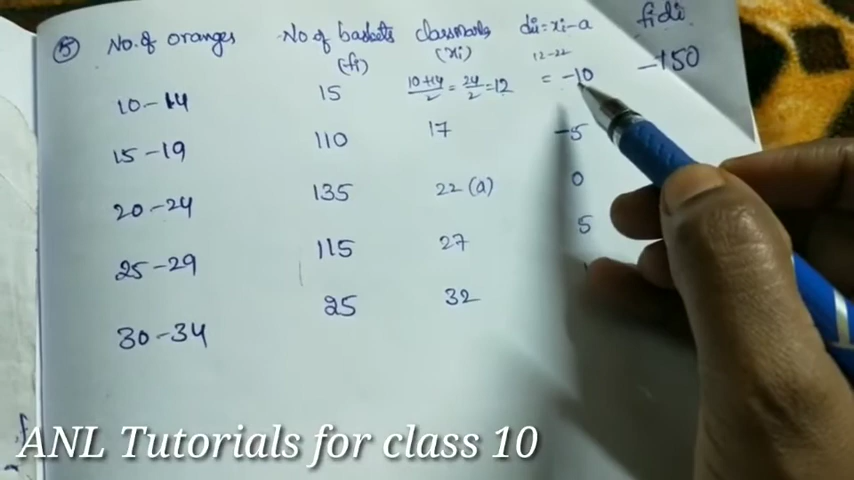 5 No. of oranges No of baskets (fi) classmarks (xi) di = xi - a fidi
10-14 15 10+14/2 = 24/2 = 12 12-22 = -10 -150
15-19 110 17 -5
20-24 135 22 (a) 0
25-29 115 27 5
30-34 25 32
ANL Tutorials for class 10